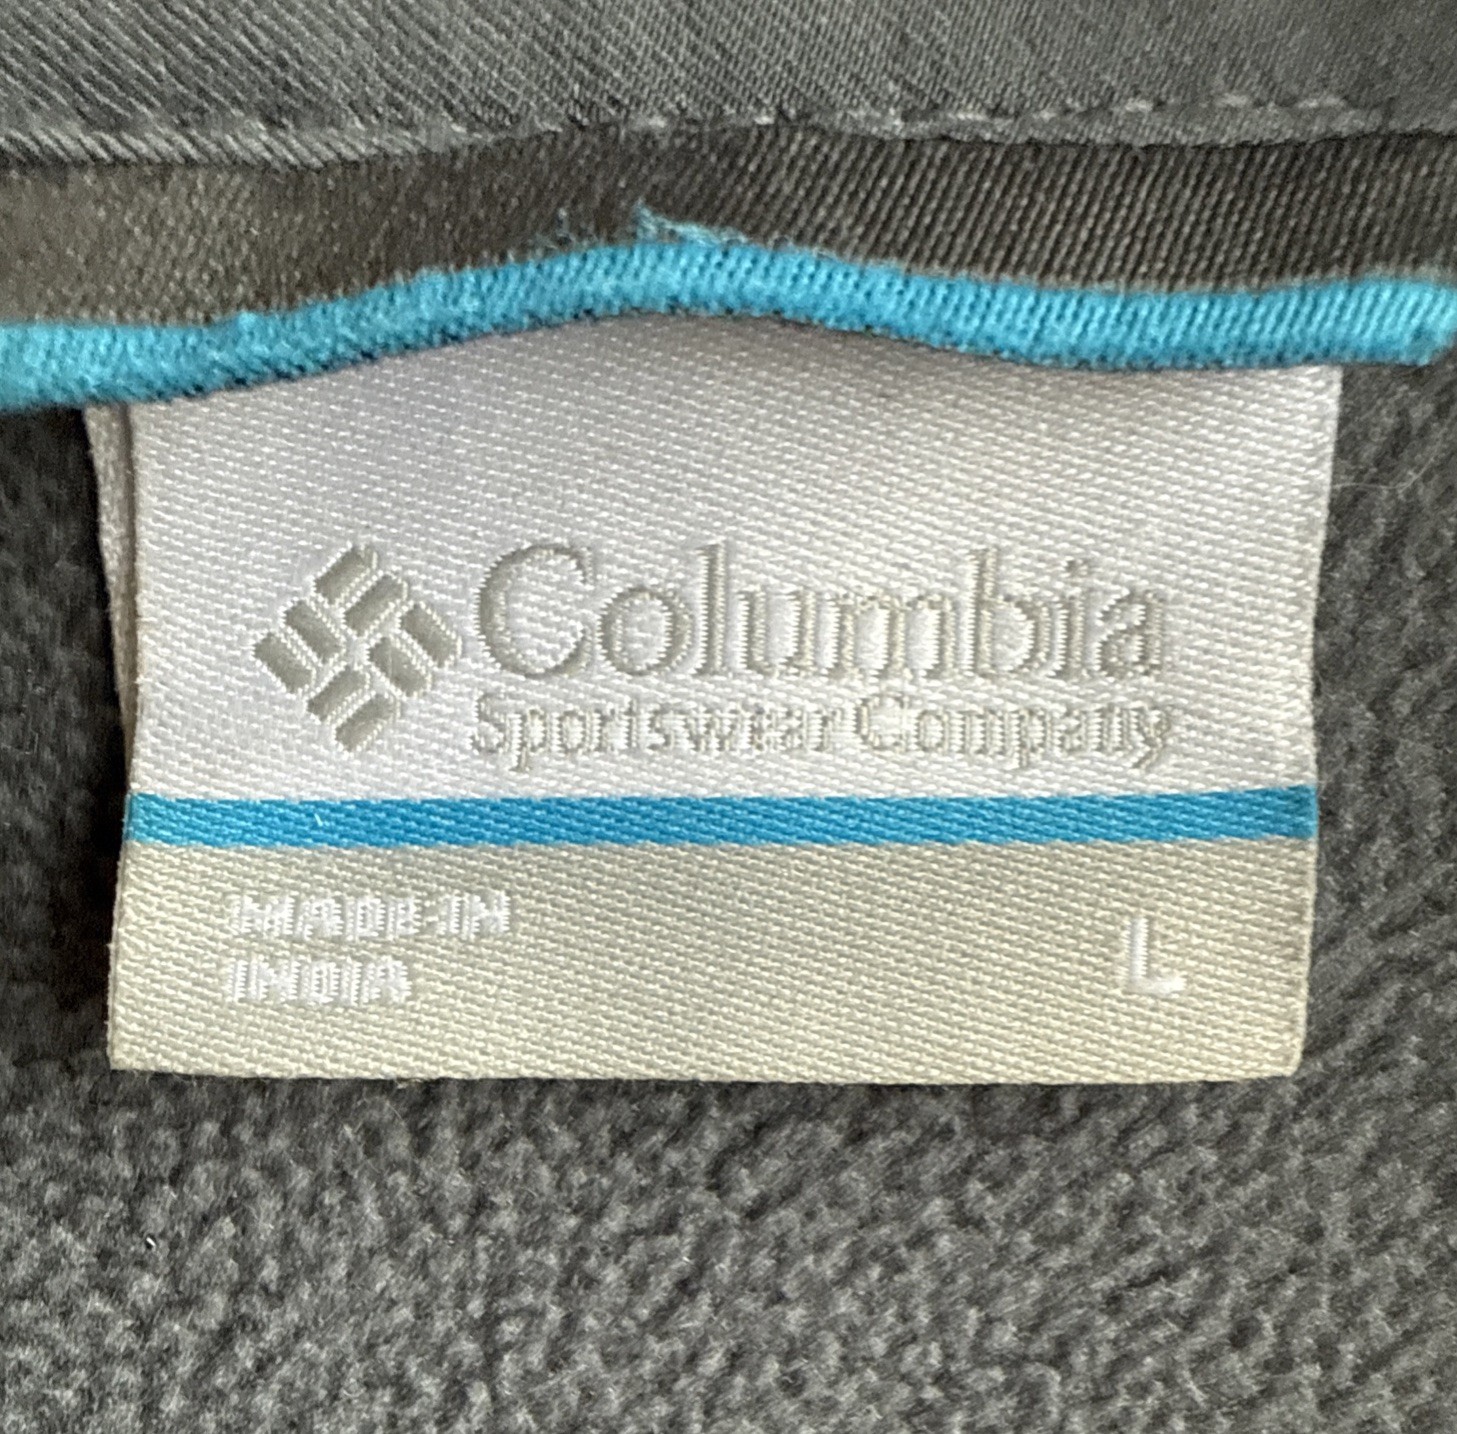 Columbia
Sportswear Company
MADE IN
INDIA
L